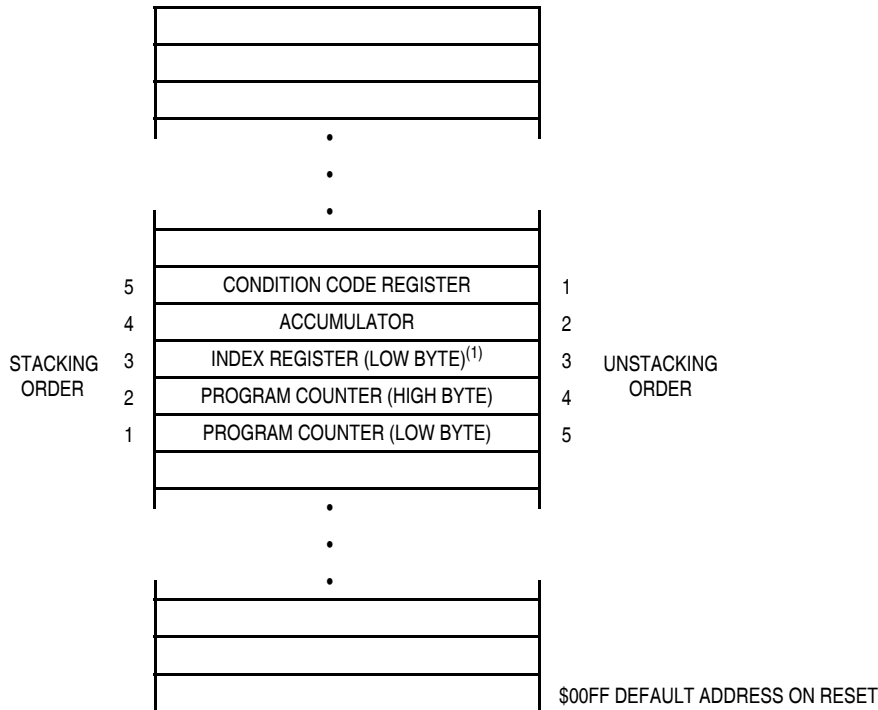 5 CONDITION CODE REGISTER 1
4 ACCUMULATOR 2
STACKING ORDER
3 INDEX REGISTER (LOW BYTE)(1) 3
UNSTACKING ORDER
2 PROGRAM COUNTER (HIGH BYTE) 4
1 PROGRAM COUNTER (LOW BYTE) 5
$00FF DEFAULT ADDRESS ON RESET